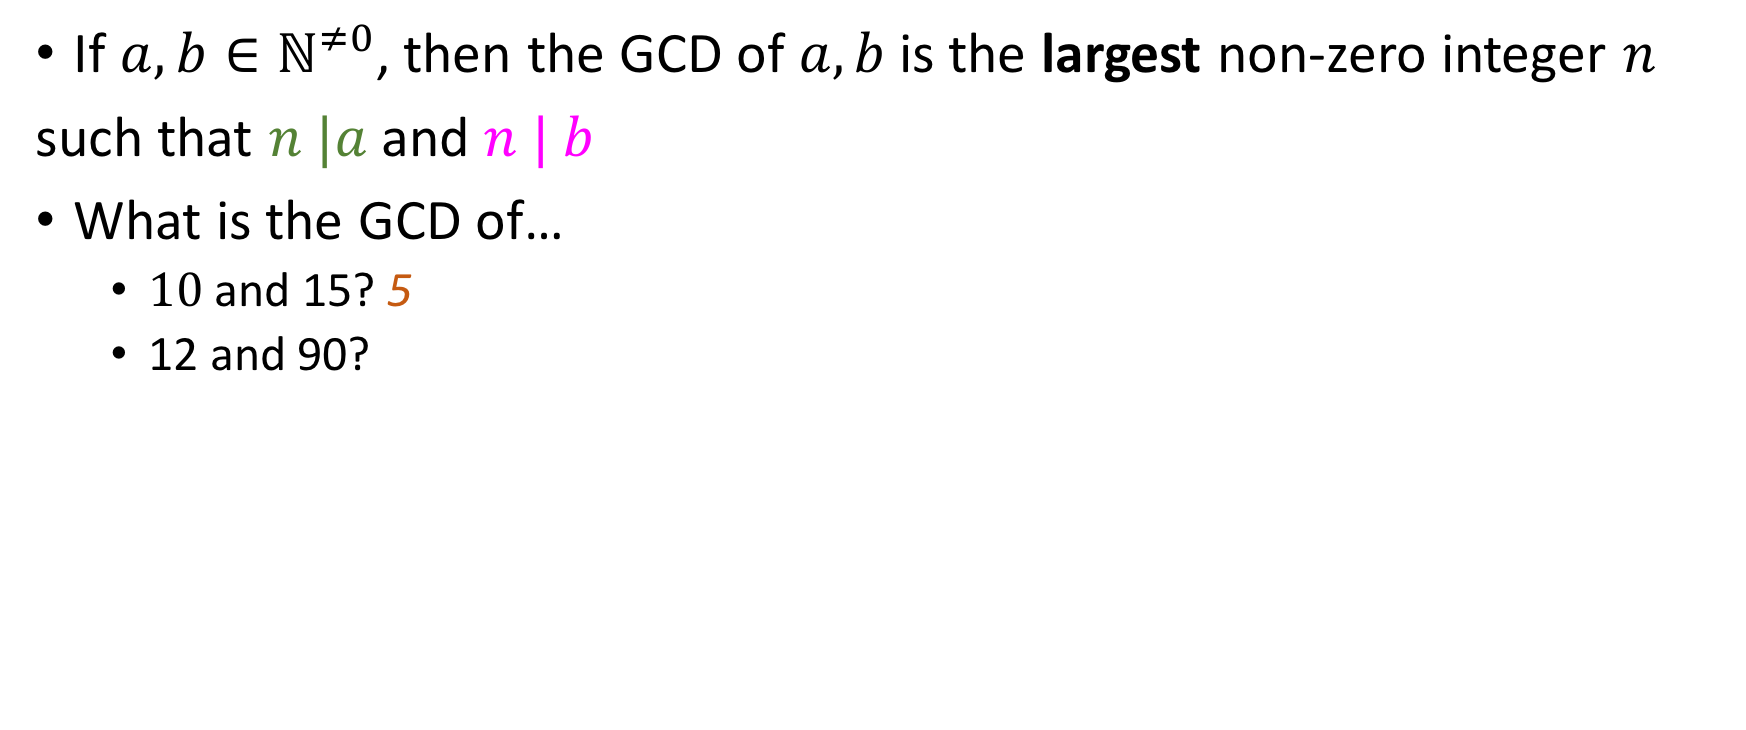 • If a, b ∈ ℕ≠0, then the GCD of a, b is the largest non-zero integer n
such that n |a and n | b
• What is the GCD of…
• 10 and 15? 5
• 12 and 90?